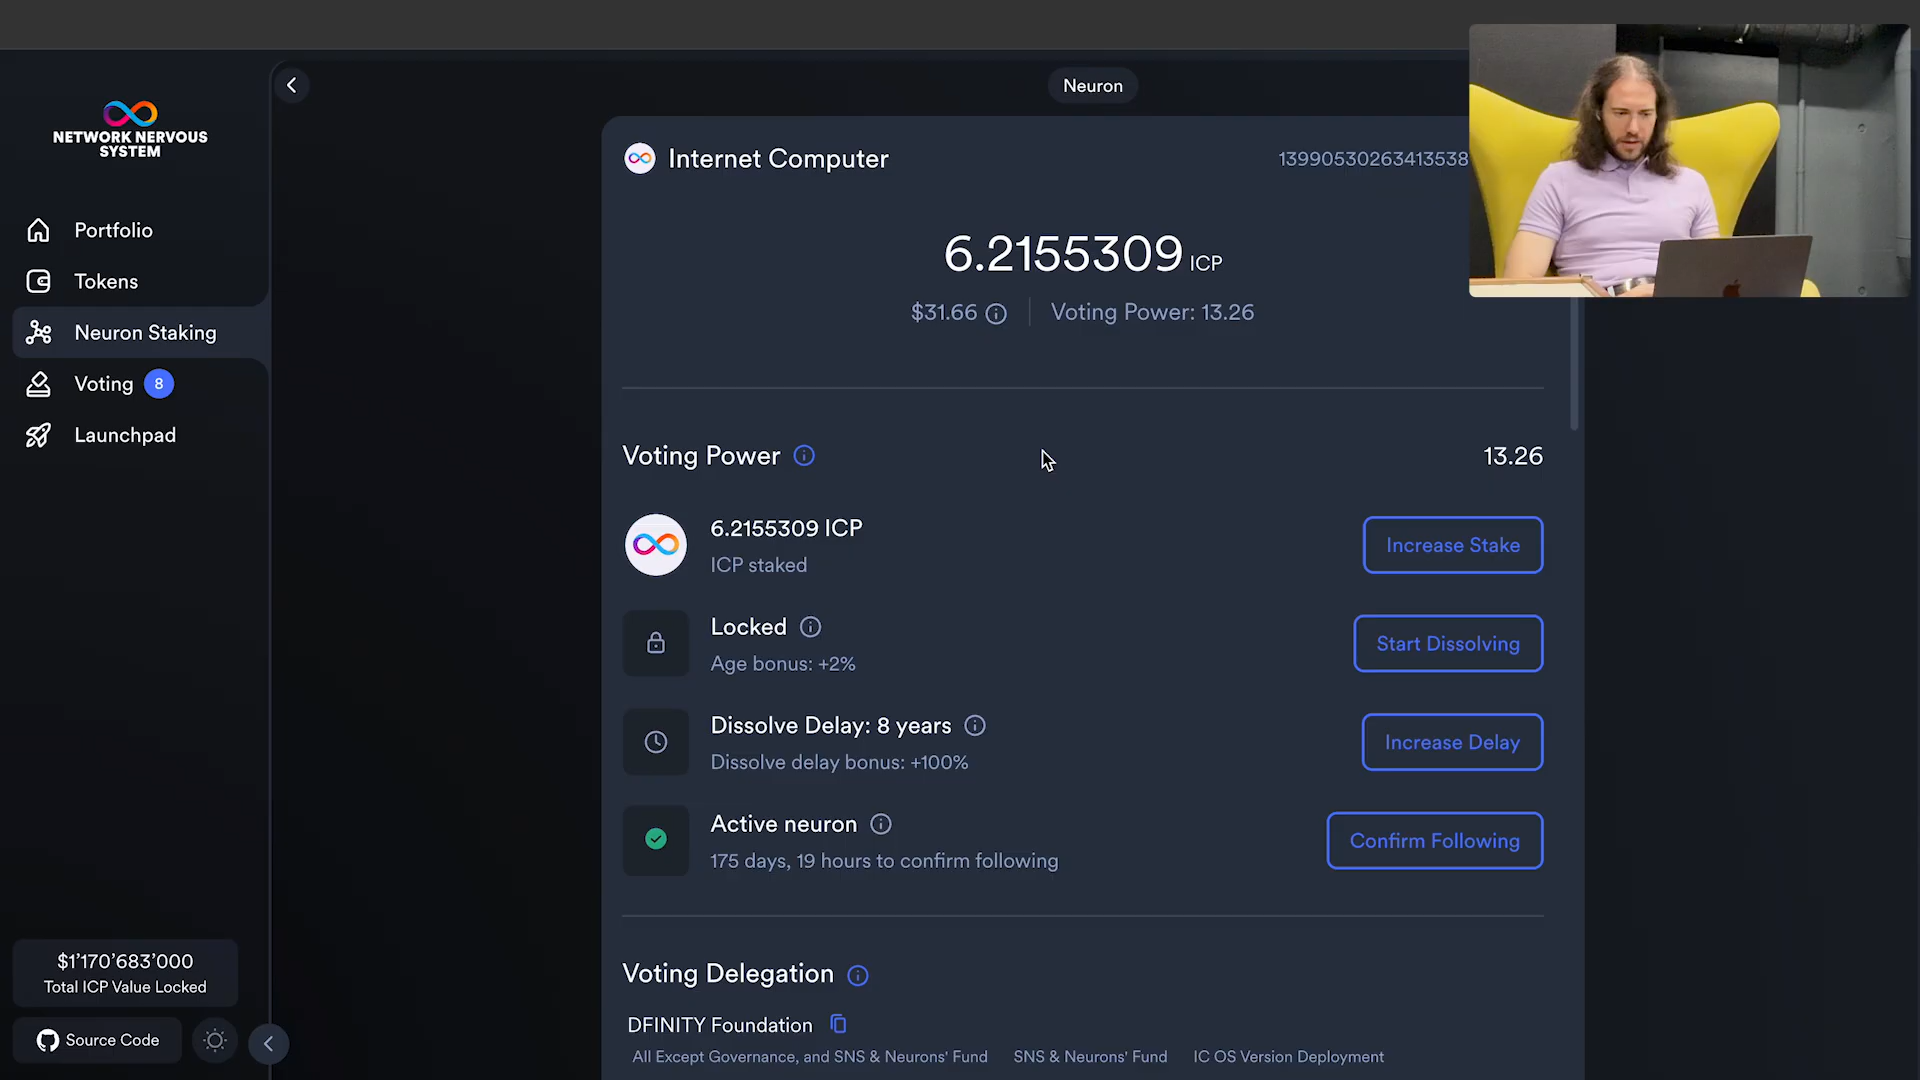 NETWORK NERVOUS
SYSTEM
Portfolio
Tokens
Neuron Staking
Voting 8
Launchpad
$1’170’683’000
Total ICP Value Locked
Source Code
Neuron
Internet Computer
13990530263413538
6.2155309 ICP
$31.66 Voting Power: 13.26
Voting Power 13.26
6.2155309 ICP
ICP staked
Increase Stake
Locked
Age bonus: +2%
Start Dissolving
Dissolve Delay: 8 years
Dissolve delay bonus: +100%
Increase Delay
Active neuron
175 days, 19 hours to confirm following
Confirm Following
Voting Delegation
DFINITY Foundation
All Except Governance, and SNS & Neurons' Fund SNS & Neurons' Fund IC OS Version Deployment